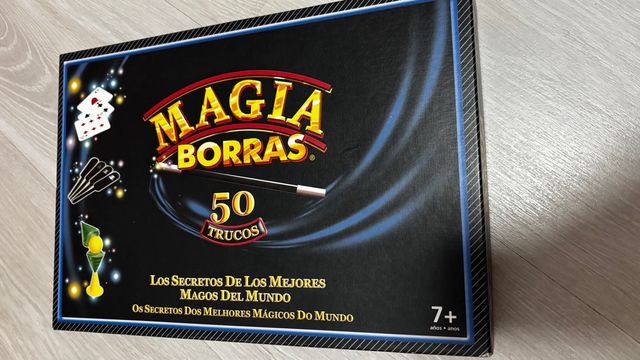 MAGIA
BORRAS®
50
TRUCOS
LOS SECRETOS DE LOS MEJORES
MAGOS DEL MUNDO
OS SECRETOS DOS MELHORES MÁGICOS DO MUNDO
7+
años • anos